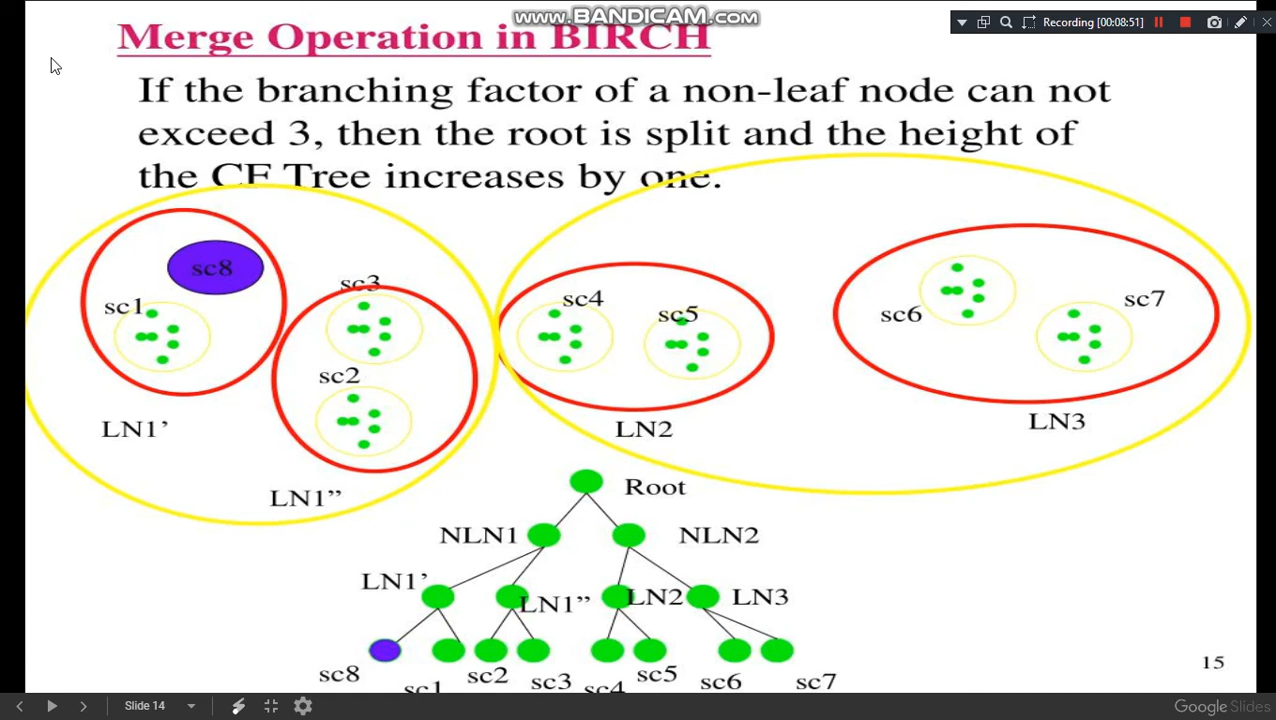 www.BANDICAM.com
Recording [00:08:51]
Merge Operation in BIRCH
If the branching factor of a non-leaf node can not
exceed 3, then the root is split and the height of
the CF Tree increases by one.
sc8
sc3
sc1
sc4
sc5
sc6
sc7
sc2
LN1’
LN2
LN3
LN1”
Root
NLN1
NLN2
LN1’
LN1”
LN2
LN3
sc8
sc1
sc2
sc3
sc4
sc5
sc6
sc7
15
Slide 14
Google Slides